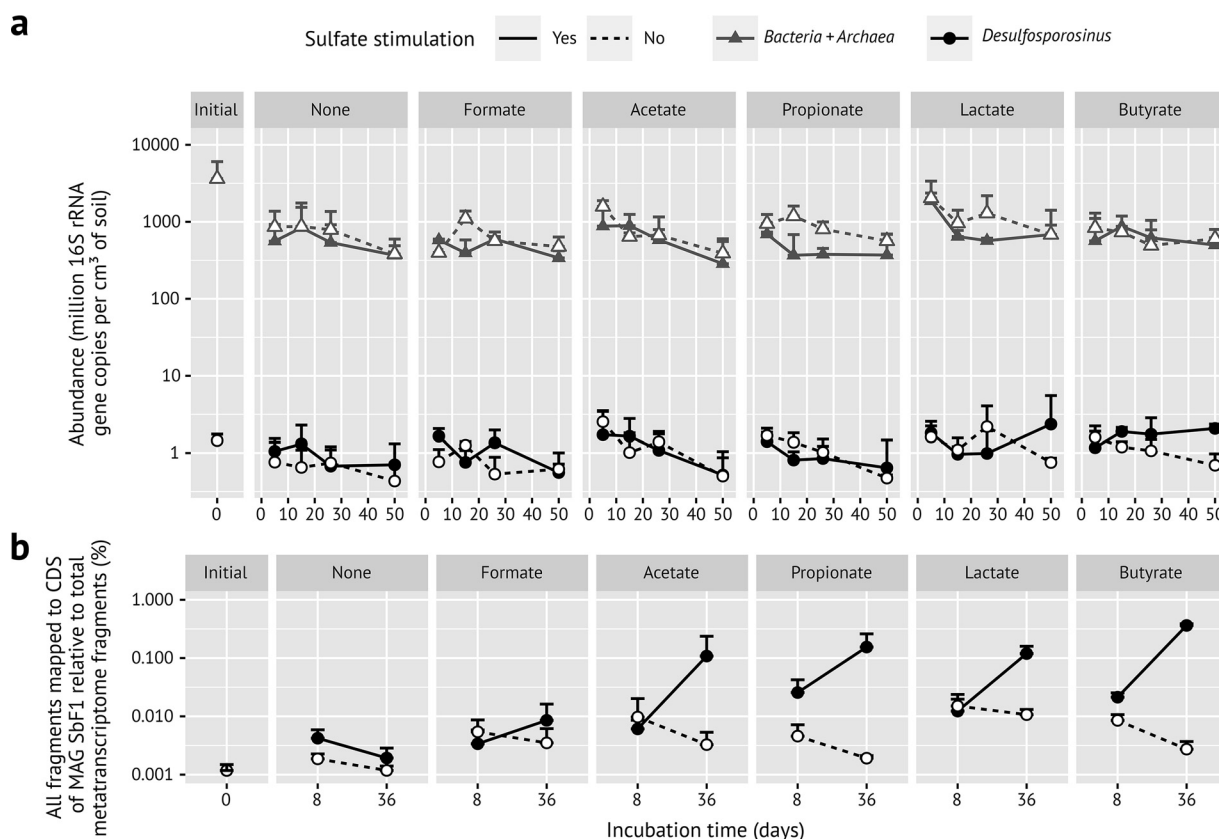 a
Sulfate stimulation Yes No Bacteria + Archaea Desulfosporosinus
Initial None Formate Acetate Propionate Lactate Butyrate
Abundance (million 16S rRNA
gene copies per cm³ of soil)
10000
1000
100
10
1
0 0 10 20 30 40 50 0 10 20 30 40 50 0 10 20 30 40 50 0 10 20 30 40 50 0 10 20 30 40 50 0 10 20 30 40 50
b
Initial None Formate Acetate Propionate Lactate Butyrate
All fragments mapped to CDS
of MAG SbF1 relative to total
metatranscriptome fragments (%)
1.000
0.100
0.010
0.001
0 8 36 8 36 8 36 8 36 8 36 8 36
Incubation time (days)